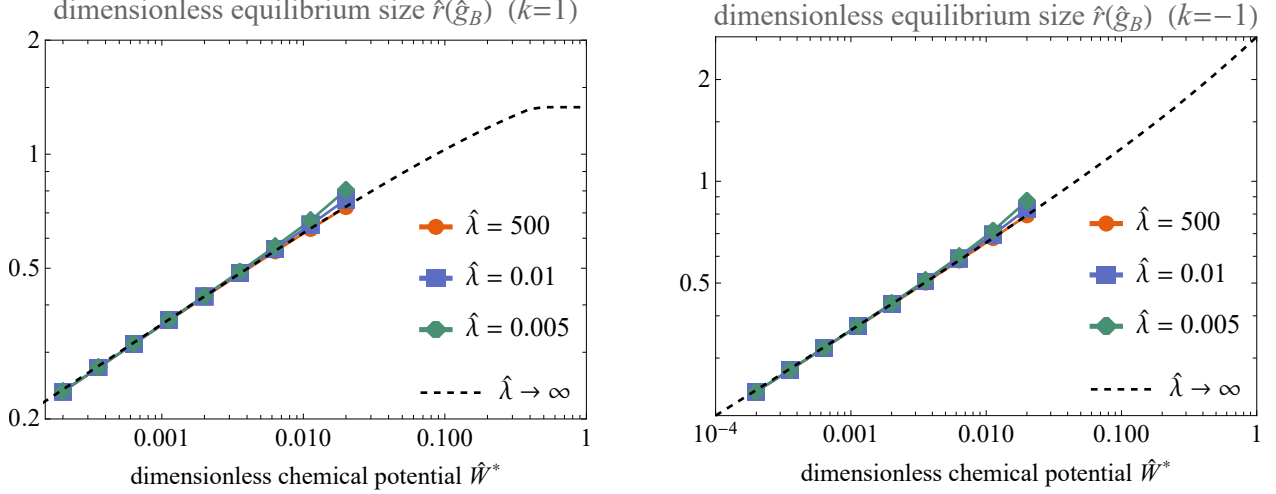 dimensionless equilibrium size r̂(ĝ_B) (k=1)
2
1
0.5
0.2
0.001
0.010
0.100
1
λ̂ = 500
λ̂ = 0.01
λ̂ = 0.005
λ̂ → ∞
dimensionless chemical potential Ŵ*
dimensionless equilibrium size r̂(ĝ_B) (k=−1)
2
1
0.5
10⁻⁴
0.001
0.010
0.100
1
λ̂ = 500
λ̂ = 0.01
λ̂ = 0.005
λ̂ → ∞
dimensionless chemical potential Ŵ*